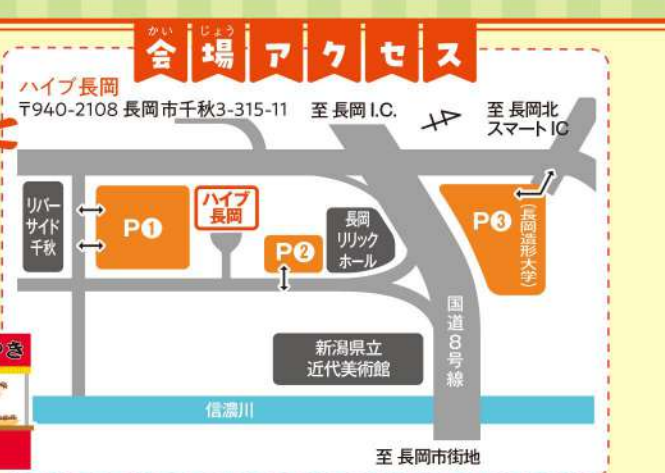 かい じょう
会場アクセス
ハイブ長岡
〒940-2108 長岡市千秋3-315-11
至 長岡I.C.
至 長岡北
スマートIC
リバー
サイド
千秋
P1
ハイブ
長岡
P2
長岡
リリック
ホール
P3
(長岡造形大学)
国道8号線
新潟県立
近代美術館
き
信濃川
至 長岡市街地